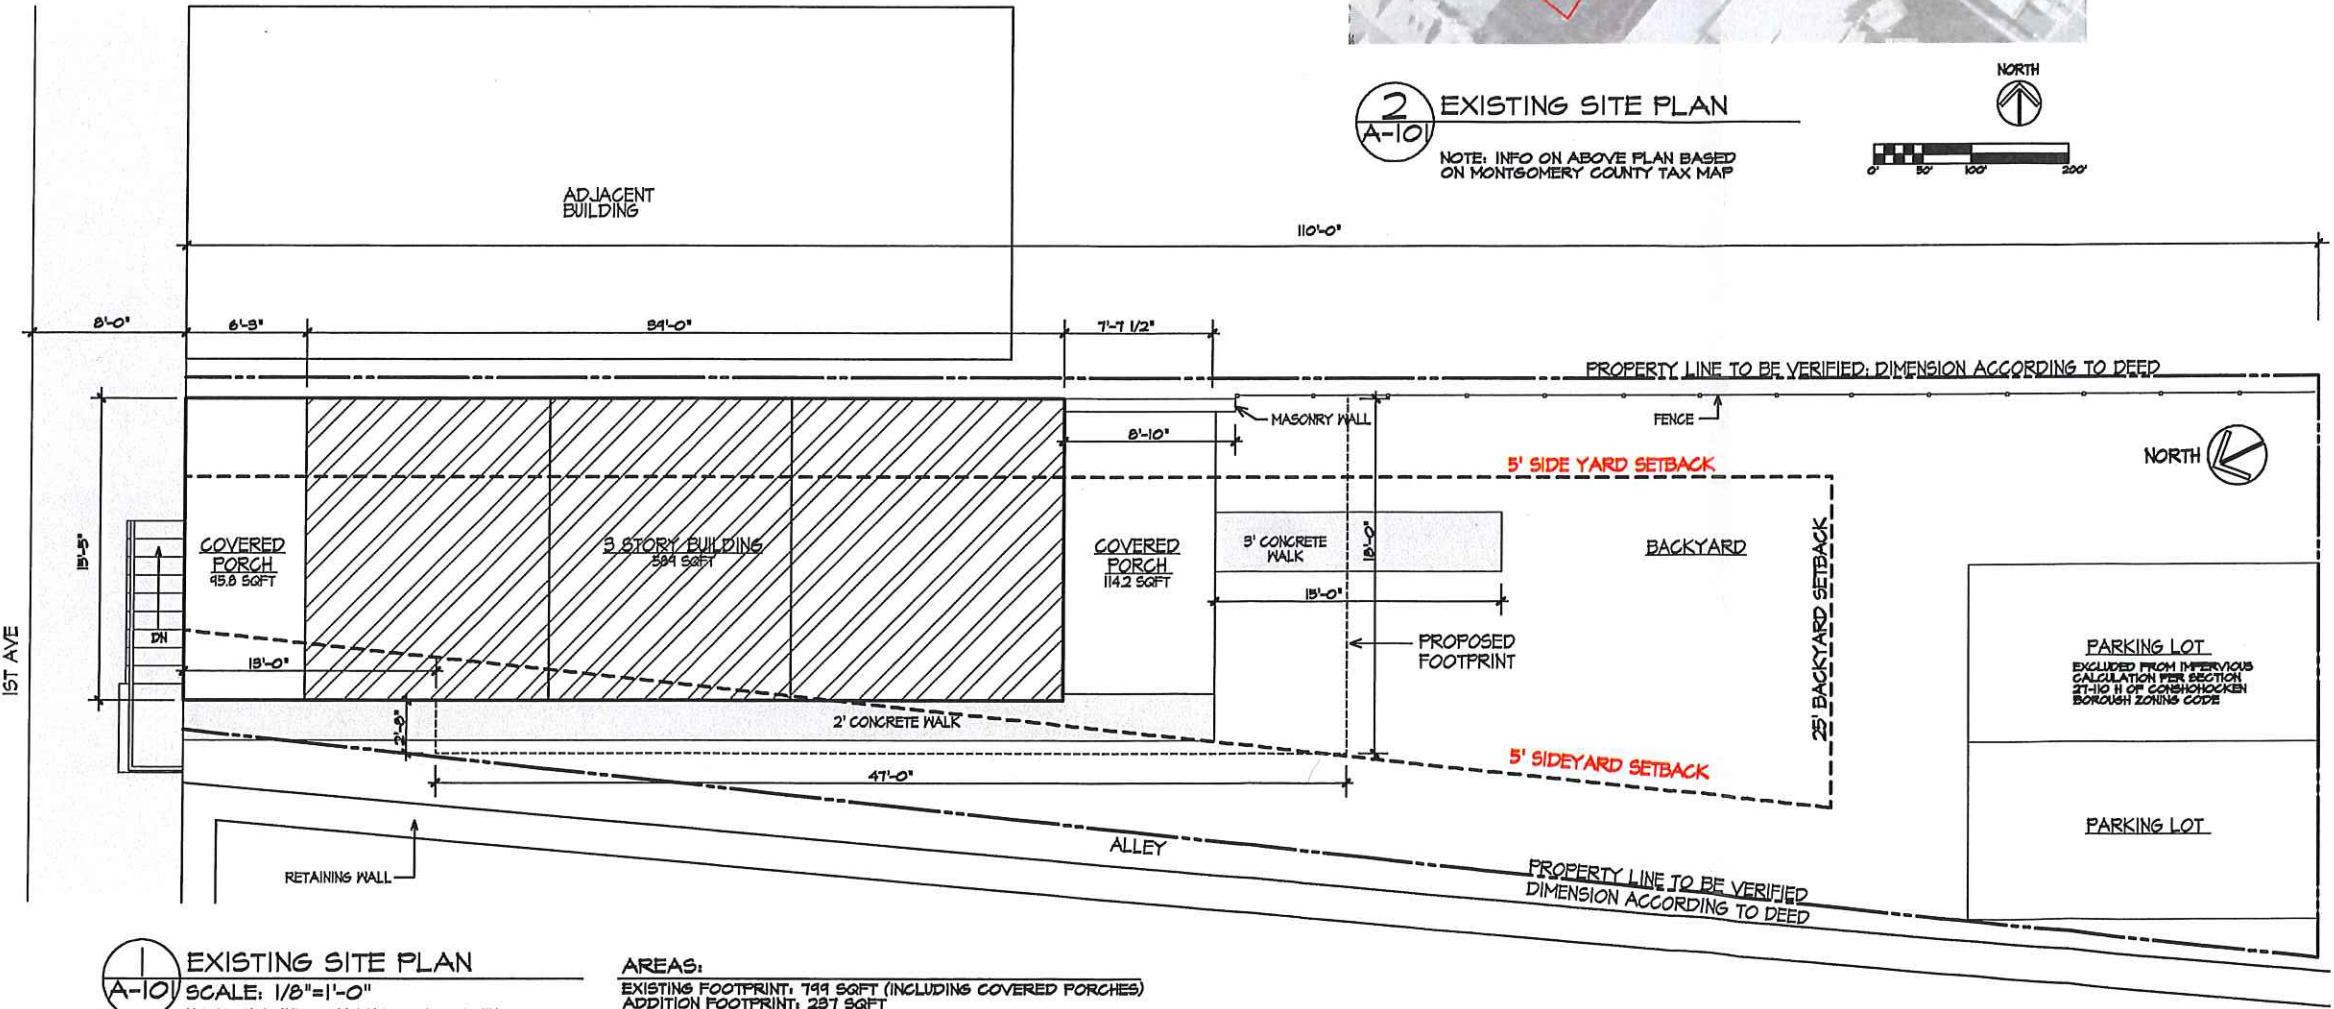 NORTH
2
A-101
EXISTING SITE PLAN
NOTE: INFO ON ABOVE PLAN BASED
ON MONTGOMERY COUNTY TAX MAP
0'
50'
100'
200'
ADJACENT
BUILDING
110'-0"
8'-0"
6'-3"
39'-0"
7'-7 1/2"
PROPERTY LINE TO BE VERIFIED; DIMENSION ACCORDING TO DEED
MASONRY WALL
FENCE
8'-10"
5' SIDE YARD SETBACK
NORTH
15'-5"
COVERED
PORCH
95.8 SQFT
3 STORY BUILDING
589 SQFT
COVERED
PORCH
114.2 SQFT
3' CONCRETE
WALK
18'-0"
BACKYARD
25' BACKYARD SETBACK
15'-0"
DN
1ST AVE
13'-0"
PROPOSED
FOOTPRINT
PARKING LOT
EXCLUDED FROM IMPERVIOUS
CALCULATION PER SECTION
27-110 H OF CONSHOHOCKEN
BOROUGH ZONING CODE
2'-8"
2' CONCRETE WALK
5' SIDEYARD SETBACK
47'-0"
PARKING LOT
ALLEY
RETAINING WALL
PROPERTY LINE TO BE VERIFIED
DIMENSION ACCORDING TO DEED
1
A-101
EXISTING SITE PLAN
SCALE: 1/8"=1'-0"
AREAS:
EXISTING FOOTPRINT: 799 SQFT (INCLUDING COVERED PORCHES)
ADDITION FOOTPRINT: 237 SQFT